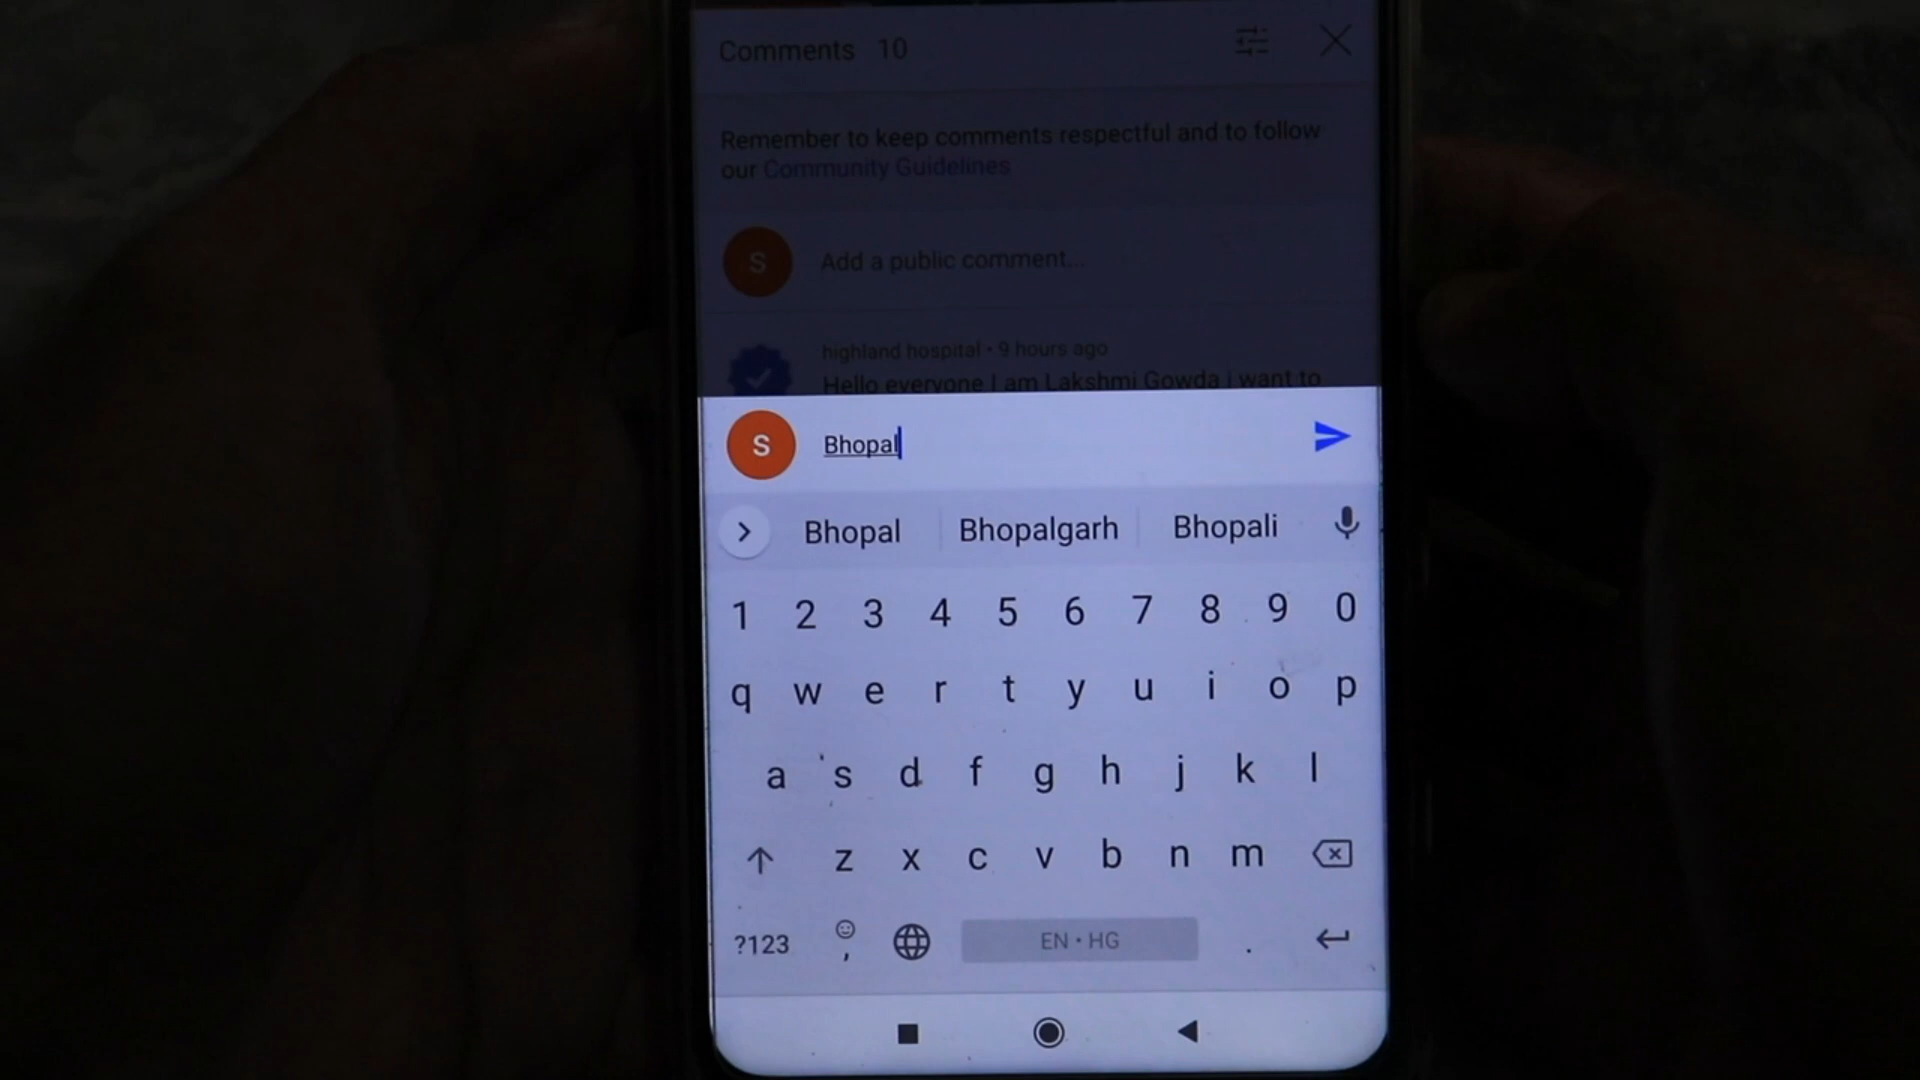 Comments 10
Remember to keep comments respectful and to follow
our Community Guidelines
S Add a public comment...
highland hospital • 9 hours ago
Hello everyone I am Lakshmi Gowda i want to
S Bhopal
Bhopal Bhopalgarh Bhopali
1 2 3 4 5 6 7 8 9 0
q w e r t y u i o p
a s d f g h j k l
z x c v b n m
?123 , EN • HG .